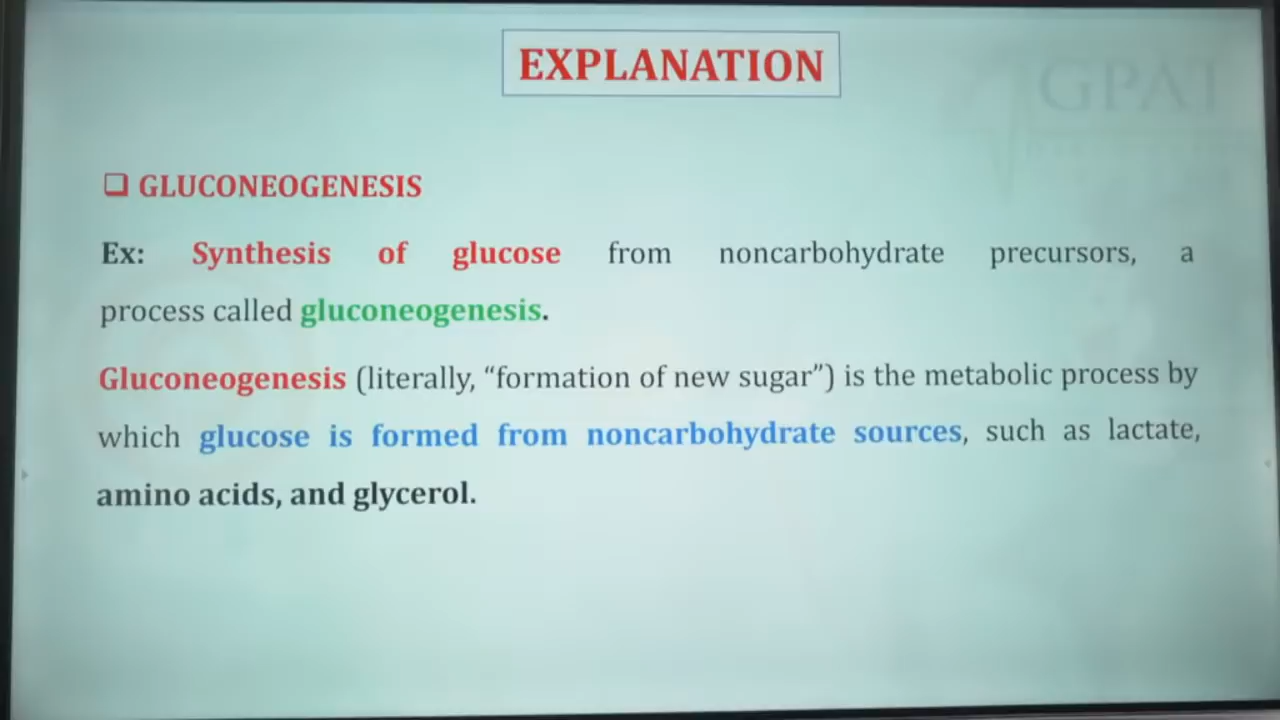 EXPLANATION
GPAT
❑ GLUCONEOGENESIS
Ex: Synthesis of glucose from noncarbohydrate precursors, a
process called gluconeogenesis.
Gluconeogenesis (literally, “formation of new sugar”) is the metabolic process by
which glucose is formed from noncarbohydrate sources, such as lactate,
amino acids, and glycerol.